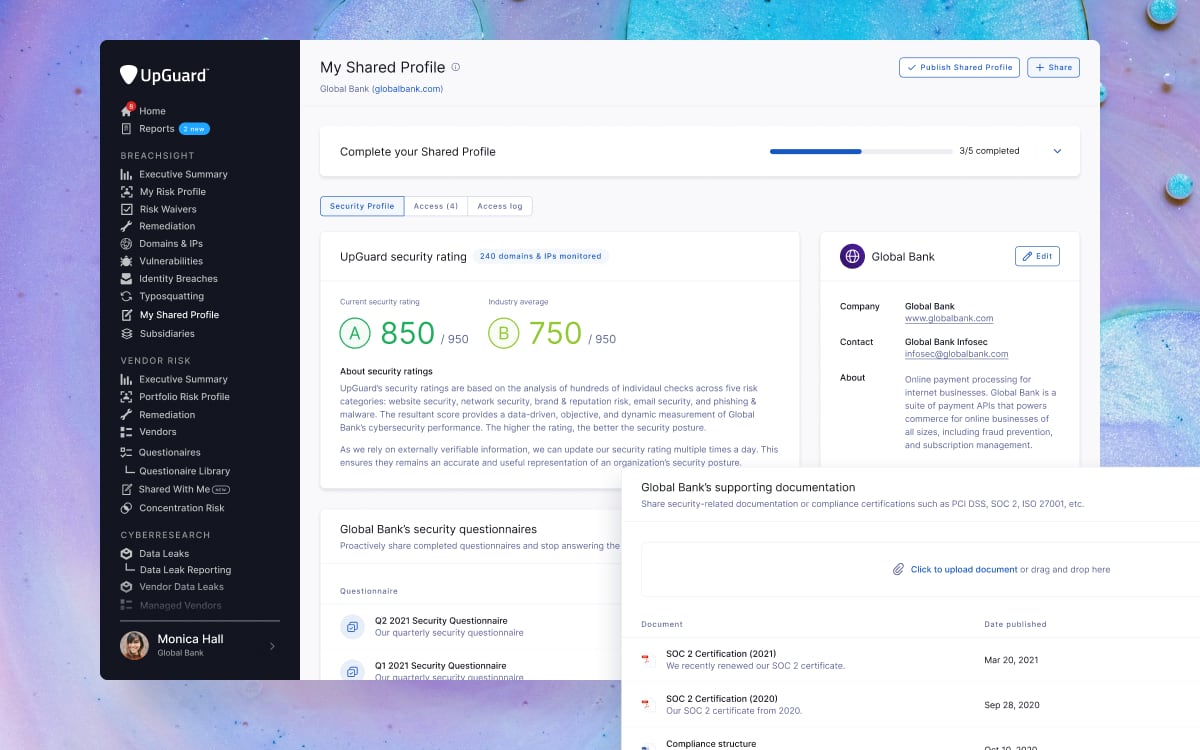 UpGuard™
6
Home
Reports 2 new
BREACHSIGHT
Executive Summary
My Risk Profile
Risk Waivers
Remediation
Domains & IPs
Vulnerabilities
Identity Breaches
Typosquatting
My Shared Profile
Subsidiaries
VENDOR RISK
Executive Summary
Portfolio Risk Profile
Remediation
Vendors
Questionaires
Questionaire Library
Shared With Me NEW
Concentration Risk
CYBERRESEARCH
Data Leaks
Data Leak Reporting
Vendor Data Leaks
Managed Vendors
Monica Hall
Global Bank
My Shared Profile
Global Bank (globalbank.com)
Publish Shared Profile
Share
Complete your Shared Profile
3/5 completed
Security Profile
Access (4)
Access log
UpGuard security rating
240 domains & IPs monitored
Current security rating
A 850 / 950
Industry average
B 750 / 950
About security ratings
UpGuard's security ratings are based on the analysis of hundreds of individaul checks across five risk
categories: website security, network security, brand & reputation risk, email security, and phishing &
malware. The resultant score provides a data-driven, objective, and dynamic measurement of Global
Bank's cybersecurity performance. The higher the rating, the better the security posture.
As we rely on externally verifiable information, we can update our security rating multiple times a day. This
ensures they remains an accurate and useful representation of an organization's security posture.
Global Bank
Edit
Company
Global Bank
www.globalbank.com
Contact
Global Bank Infosec
infosec@globalbank.com
About
Online payment processing for
internet businesses. Global Bank is a
suite of payment APIs that powers
commerce for online businesses of
all sizes, including fraud prevention,
and subscription management.
Global Bank's security questionnaires
Proactively share completed questionnaires and stop answering the
Questionnaire
Q2 2021 Security Questionnaire
Our quarterly security questionnaire
Q1 2021 Security Questionnaire
Our quarterly security questionnaire
Global Bank's supporting documentation
Share security-related documentation or compliance certifications such as PCI DSS, SOC 2, ISO 27001, etc.
Click to upload document or drag and drop here
Document
Date published
SOC 2 Certification (2021)
We recently renewed our SOC 2 certificate.
Mar 20, 2021
SOC 2 Certification (2020)
Our SOC 2 certificate from 2020.
Sep 28, 2020
Compliance structure
Oct 10, 2020